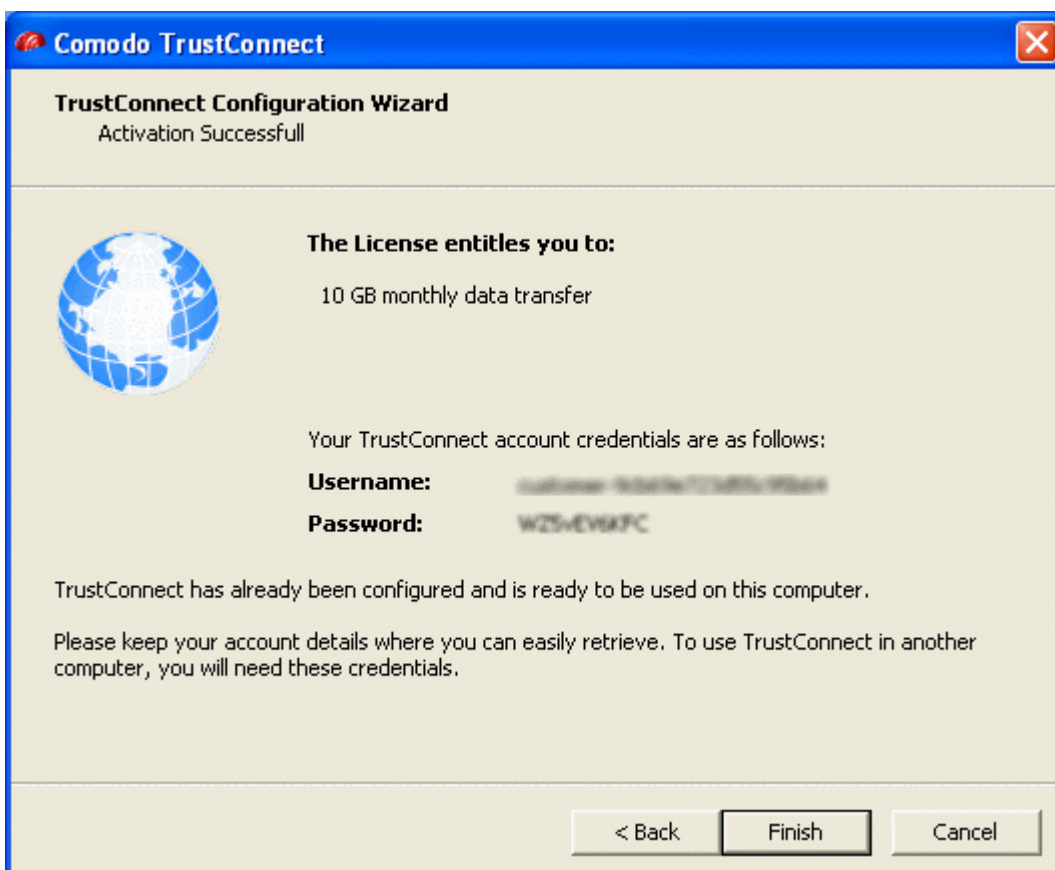 Comodo TrustConnect
TrustConnect Configuration Wizard
Activation Successfull
The License entitles you to:
10 GB monthly data transfer
Your TrustConnect account credentials are as follows:
Username:
Password:
TrustConnect has already been configured and is ready to be used on this computer.
Please keep your account details where you can easily retrieve. To use TrustConnect in another
computer, you will need these credentials.
< Back Finish Cancel